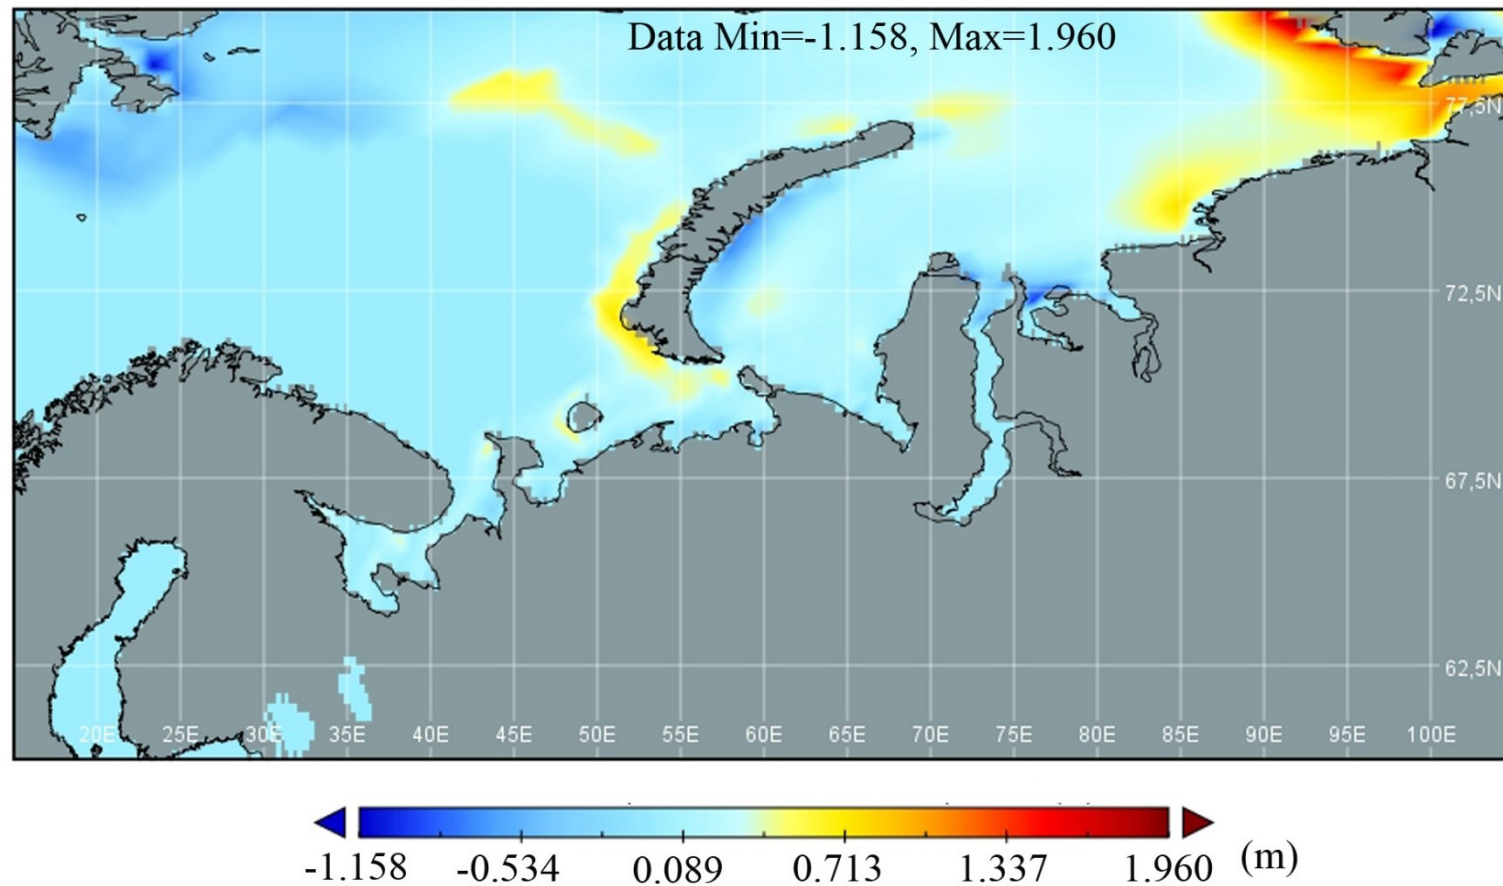 Data Min=-1.158, Max=1.960
77,5N
72,5N
67,5N
62,5N
20E 25E 30E 35E 40E 45E 50E 55E 60E 65E 70E 75E 80E 85E 90E 95E 100E
-1.158 -0.534 0.089 0.713 1.337 1.960 (m)